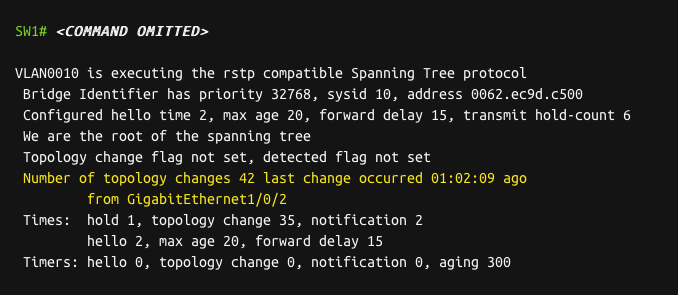 SW1# <COMMAND OMITTED>
VLAN0010 is executing the rstp compatible Spanning Tree protocol
Bridge Identifier has priority 32768, sysid 10, address 0062.ec9d.c500
Configured hello time 2, max age 20, forward delay 15, transmit hold-count 6
We are the root of the spanning tree
Topology change flag not set, detected flag not set
Number of topology changes 42 last change occurred 01:02:09 ago
from GigabitEthernet1/0/2
Times: hold 1, topology change 35, notification 2
hello 2, max age 20, forward delay 15
Timers: hello 0, topology change 0, notification 0, aging 300